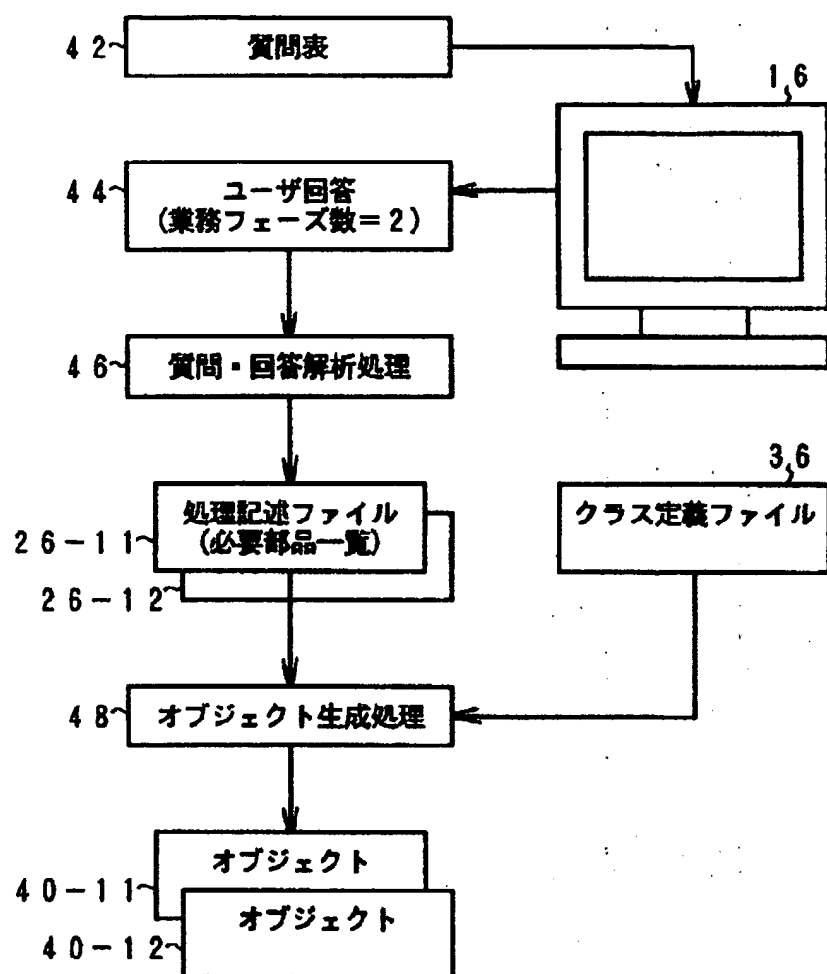 42 質問表
16
44 ユーザ回答
(業務フェーズ数=2)
46 質問・回答解析処理
処理記述ファイル
(必要部品一覧)
26-11
26-12
36
クラス定義ファイル
48 オブジェクト生成処理
オブジェクト
40-11
オブジェクト
40-12